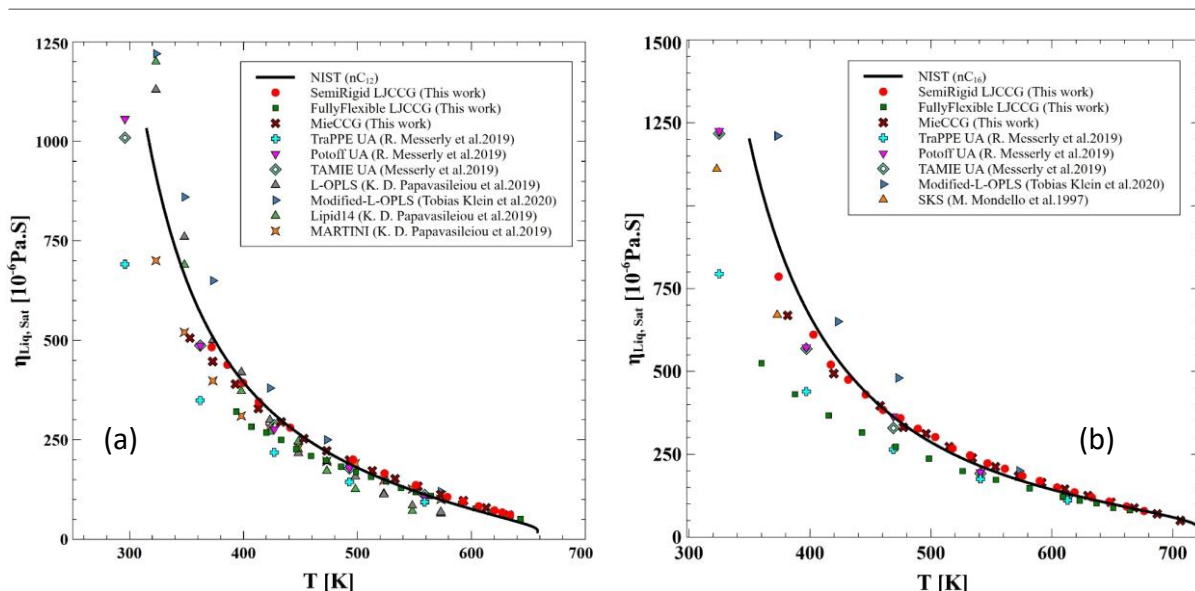 1250
1000
750
500
250
0
300
400
500
600
700
η Liq, Sat [10⁻⁶Pa.S]
T [K]
(a)
NIST (nC₁₂)
SemiRigid LJCCG (This work)
FullyFlexible LJCCG (This work)
MieCCG (This work)
TraPPE UA (R. Messerly et al.2019)
Potoff UA (R. Messerly et al.2019)
TAMIE UA (Messerly et.al2019)
L-OPLS (K. D. Papavasileiou et al.2019)
Modified-L-OPLS (Tobias Klein et al.2020)
Lipid14 (K. D. Papavasileiou et al.2019)
MARTINI (K. D. Papavasileiou et al.2019)
1500
1250
1000
750
500
250
0
300
400
500
600
700
η Liq, Sat [10⁻⁶Pa.S]
T [K]
(b)
NIST (nC₁₆)
SemiRigid LJCCG (This work)
FullyFlexible LJCCG (This work)
MieCCG (This work)
TraPPE UA (R. Messerly et al.2019)
Potoff UA (R. Messerly et al.2019)
TAMIE UA (Messerly et al.2019)
Modified-L-OPLS (Tobias Klein et al.2020)
SKS (M. Mondello et al.1997)